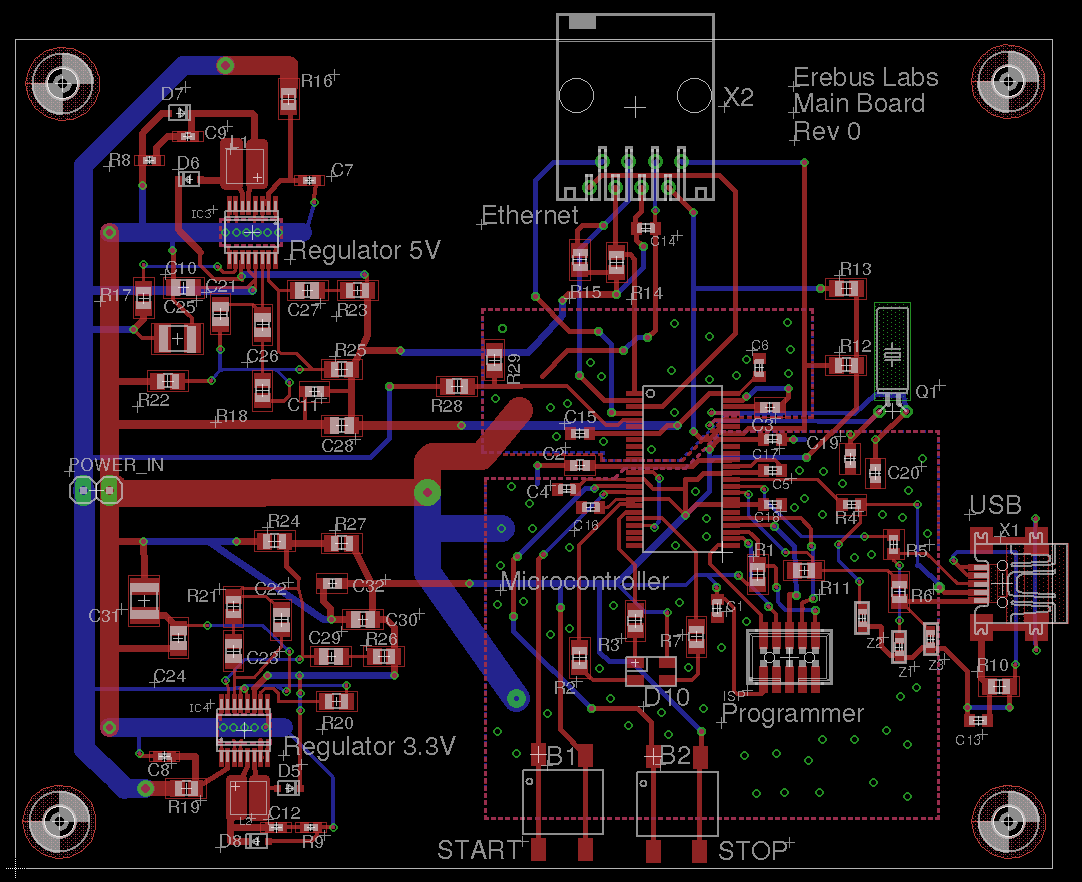 Erebus Labs
Main Board
Rev 0
X2
R16
D7
C9
L1
R8
D6
C7
IC3
Ethernet
C14
Regulator 5V
C10
R17
C21
C25
C27
R23
R15
R14
R13
C26
R25
R29
C6
R12
R22
R18
C11
R28
Q1
C28
C15
C3
C17
C19
C2
POWER_IN
C4
C5
C20
C16
C18
R4
USB
X1
R24
R27
R5
Microcontroller
R1
R11
R6
R21
C22
C32
C31
C30
C1
C29
R26
R3
R7
Z2
Z1
Z3
C23
C24
R2
R10
D10
ISP
Programmer
IC4
R20
C13
Regulator 3.3V
B1
B2
C8
D5
R19
L2
C12
D8
R9
START
STOP